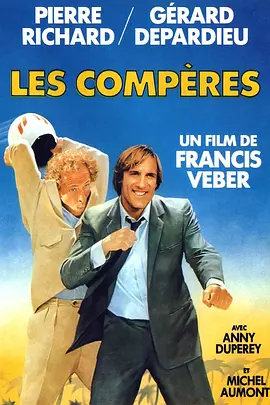 PIERRE RICHARD / GÉRARD DEPARDIEU
LES COMPÈRES
UN FILM DE
FRANCIS
VEBER
AVEC
ANNY
DUPEREY
ET
MICHEL
AUMONT